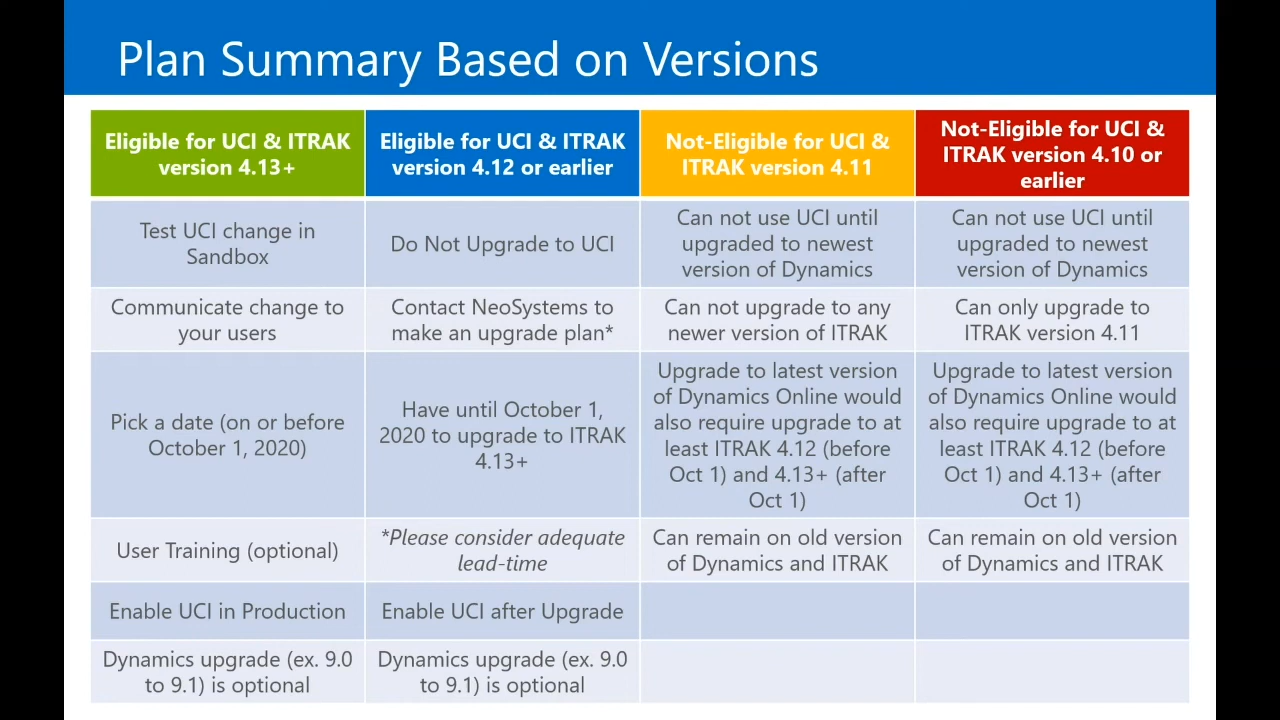 Plan Summary Based on Versions
Eligible for UCI & ITRAK
version 4.13+
Eligible for UCI & ITRAK
version 4.12 or earlier
Not-Eligible for UCI &
ITRAK version 4.11
Not-Eligible for UCI &
ITRAK version 4.10 or
earlier
Test UCI change in
Sandbox
Do Not Upgrade to UCI
Can not use UCI until
upgraded to newest
version of Dynamics
Can not use UCI until
upgraded to newest
version of Dynamics
Communicate change to
your users
Contact NeoSystems to
make an upgrade plan*
Can not upgrade to any
newer version of ITRAK
Can only upgrade to
ITRAK version 4.11
Pick a date (on or before
October 1, 2020)
Have until October 1,
2020 to upgrade to ITRAK
4.13+
Upgrade to latest version
of Dynamics Online would
also require upgrade to at
least ITRAK 4.12 (before
Oct 1) and 4.13+ (after
Oct 1)
Upgrade to latest version
of Dynamics Online would
also require upgrade to at
least ITRAK 4.12 (before
Oct 1) and 4.13+ (after
Oct 1)
User Training (optional)
*Please consider adequate
lead-time
Can remain on old version
of Dynamics and ITRAK
Can remain on old version
of Dynamics and ITRAK
Enable UCI in Production
Enable UCI after Upgrade
Dynamics upgrade (ex. 9.0
to 9.1) is optional
Dynamics upgrade (ex. 9.0
to 9.1) is optional